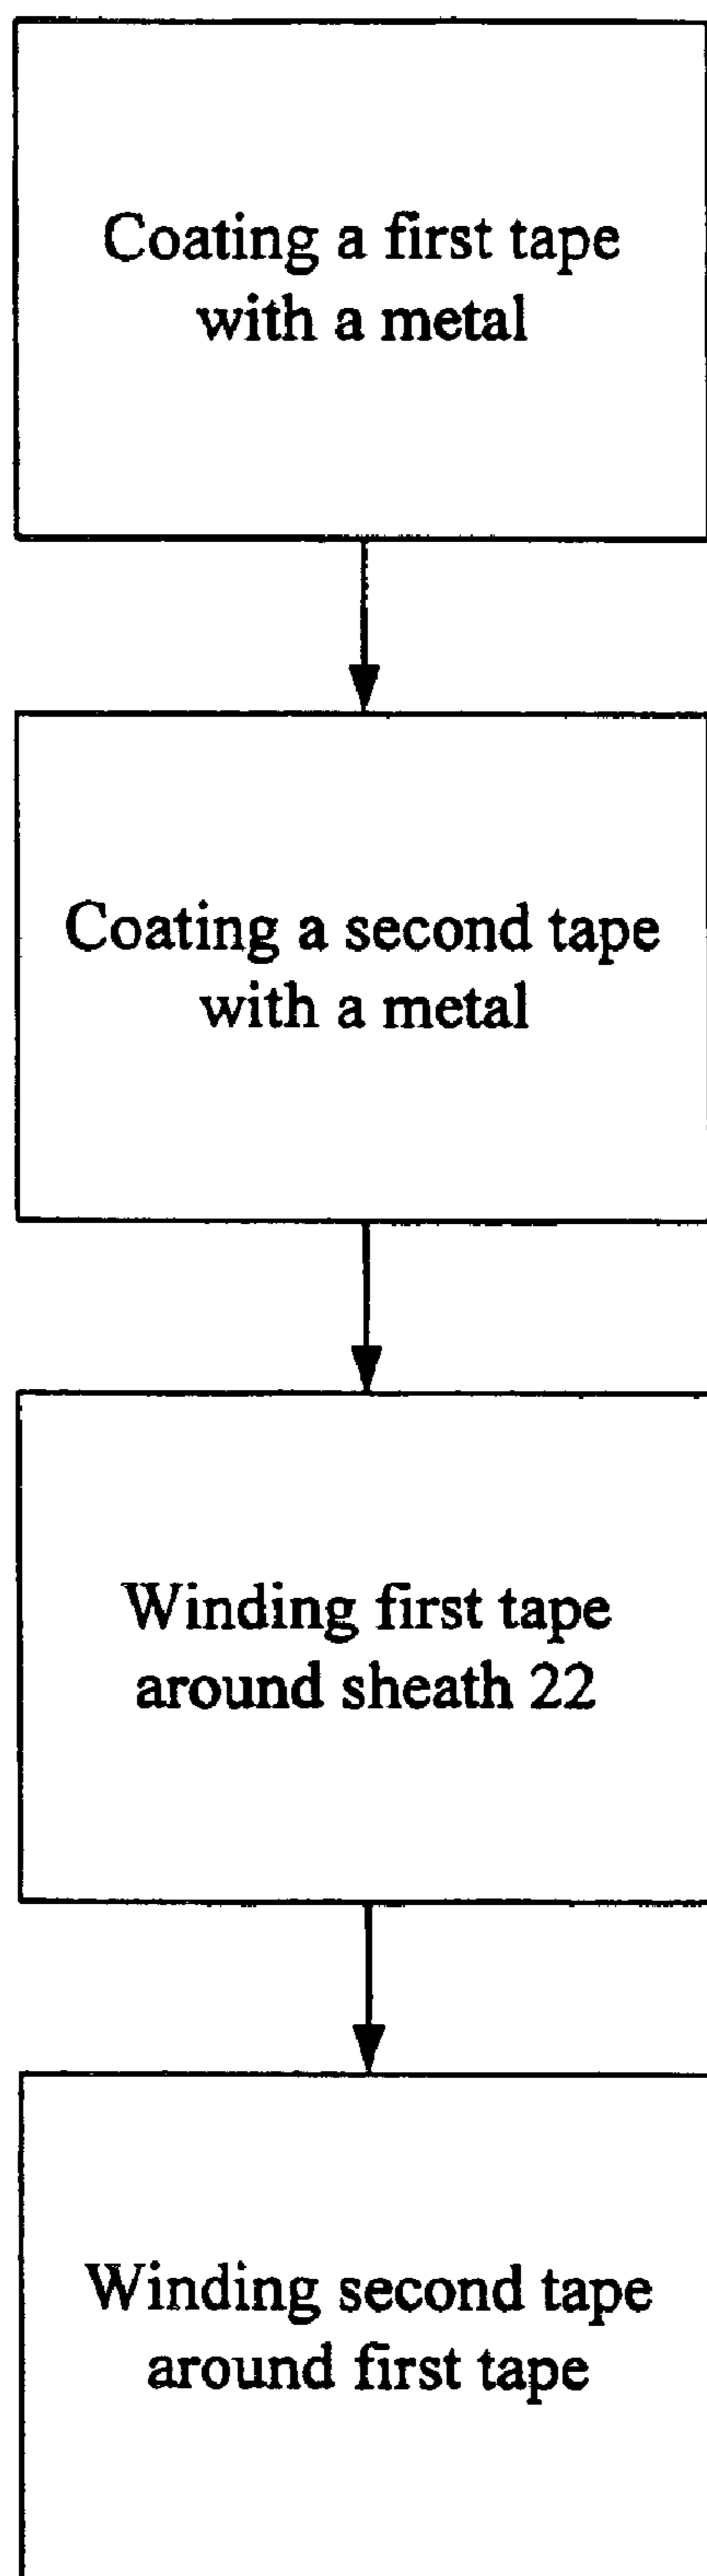 Coating a first tape
with a metal
Coating a second tape
with a metal
Winding first tape
around sheath 22
Winding second tape
around first tape